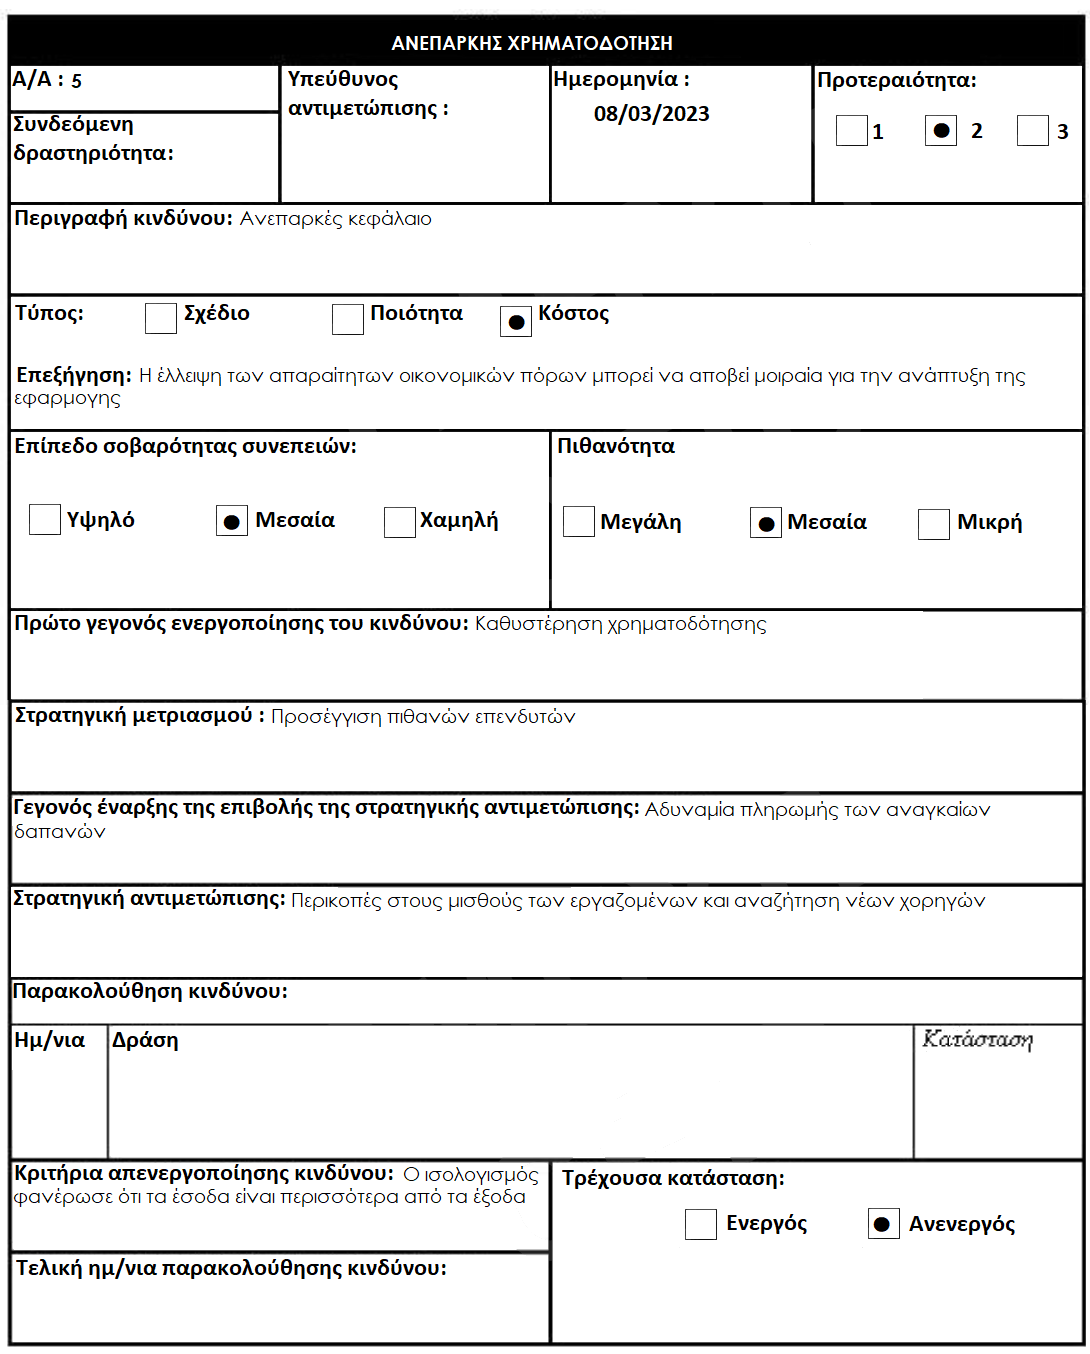 ΑΝΕΠΑΡΚΗΣ ΧΡΗΜΑΤΟΔΟΤΗΣΗ
Α/Α : 5
Συνδεόμενη
δραστηριότητα:
Υπεύθυνος
αντιμετώπισης :
Ημερομηνία :
08/03/2023
Προτεραιότητα:
1 2 3
Περιγραφή κινδύνου: Ανεπαρκές κεφάλαιο
Τύπος: Σχέδιο Ποιότητα Κόστος
Επεξήγηση: Η έλλειψη των απαραίτητων οικονομικών πόρων μπορεί να αποβεί μοιραία για την ανάπτυξη της
εφαρμογης
Επίπεδο σοβαρότητας συνεπειών:
Υψηλό Μεσαία Χαμηλή
Πιθανότητα
Μεγάλη Μεσαία Μικρή
Πρώτο γεγονός ενεργοποίησης του κινδύνου: Καθυστέρηση χρηματοδότησης
Στρατηγική μετριασμού : Προσέγγιση πιθανών επενδυτών
Γεγονός έναρξης της επιβολής της στρατηγικής αντιμετώπισης: Αδυναμία πληρωμής των αναγκαίων
δαπανών
Στρατηγική αντιμετώπισης: Περικοπές στους μισθούς των εργαζομένων και αναζήτηση νέων χορηγών
Παρακολούθηση κινδύνου:
Ημ/νια Δράση Κατάσταση
Κριτήρια απενεργοποίησης κινδύνου: Ο ισολογισμός
φανέρωσε ότι τα έσοδα είναι περισσότερα από τα έξοδα
Τελική ημ/νια παρακολούθησης κινδύνου:
Τρέχουσα κατάσταση:
Ενεργός Ανενεργός